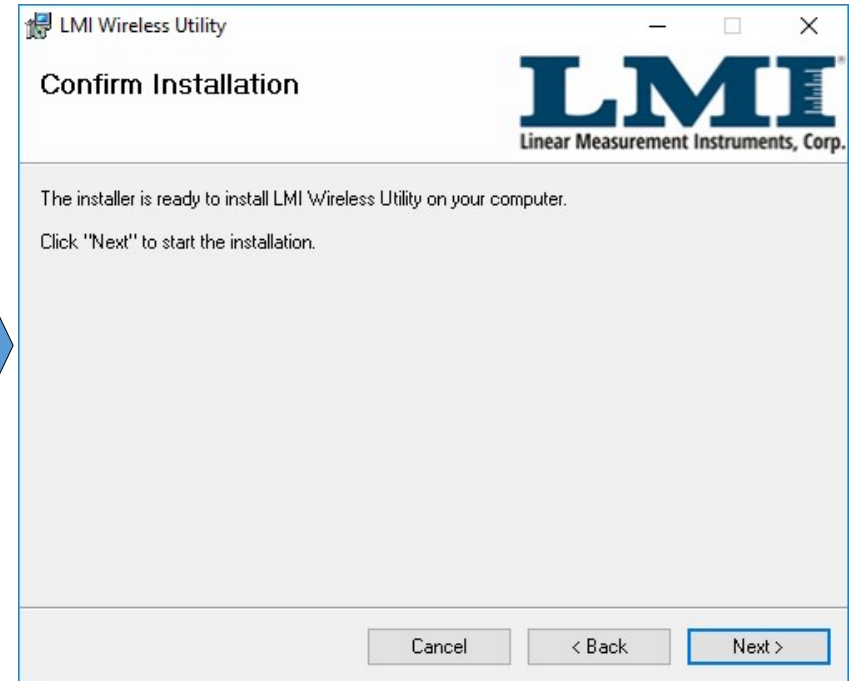 LMI Wireless Utility
Confirm Installation
LMI®
Linear Measurement Instruments, Corp.
The installer is ready to install LMI Wireless Utility on your computer.
Click "Next" to start the installation.
Cancel
< Back
Next >